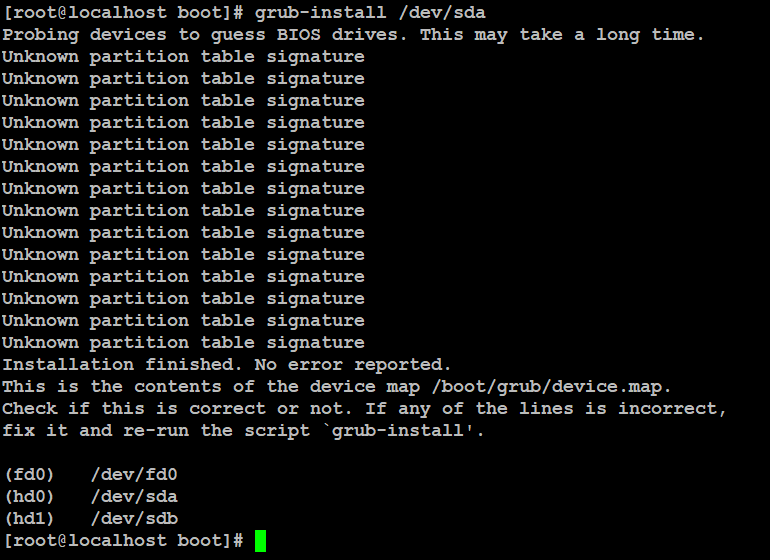 [root@localhost boot]# grub-install /dev/sda
Probing devices to guess BIOS drives. This may take a long time.
Unknown partition table signature
Unknown partition table signature
Unknown partition table signature
Unknown partition table signature
Unknown partition table signature
Unknown partition table signature
Unknown partition table signature
Unknown partition table signature
Unknown partition table signature
Unknown partition table signature
Unknown partition table signature
Unknown partition table signature
Unknown partition table signature
Unknown partition table signature
Installation finished. No error reported.
This is the contents of the device map /boot/grub/device.map.
Check if this is correct or not. If any of the lines is incorrect,
fix it and re-run the script `grub-install'.

(fd0)   /dev/fd0
(hd0)   /dev/sda
(hd1)   /dev/sdb
[root@localhost boot]#